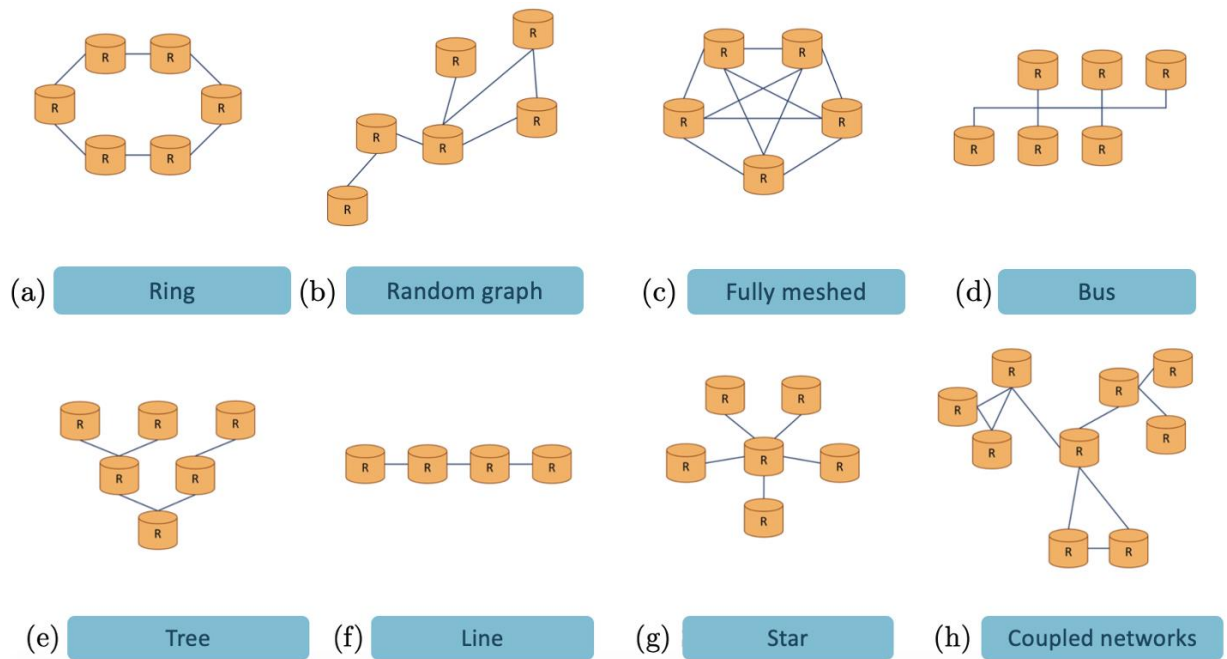 R R
R R
R R
R
R
R
R
R
R
R R
R R
R
R R R
R R R
(a) Ring
(b) Random graph
(c) Fully meshed
(d) Bus
R R R
R R
R
R R R R
R R
R R R
R
R
R
R
R
R
R
R
R
R R
(e) Tree
(f) Line
(g) Star
(h) Coupled networks